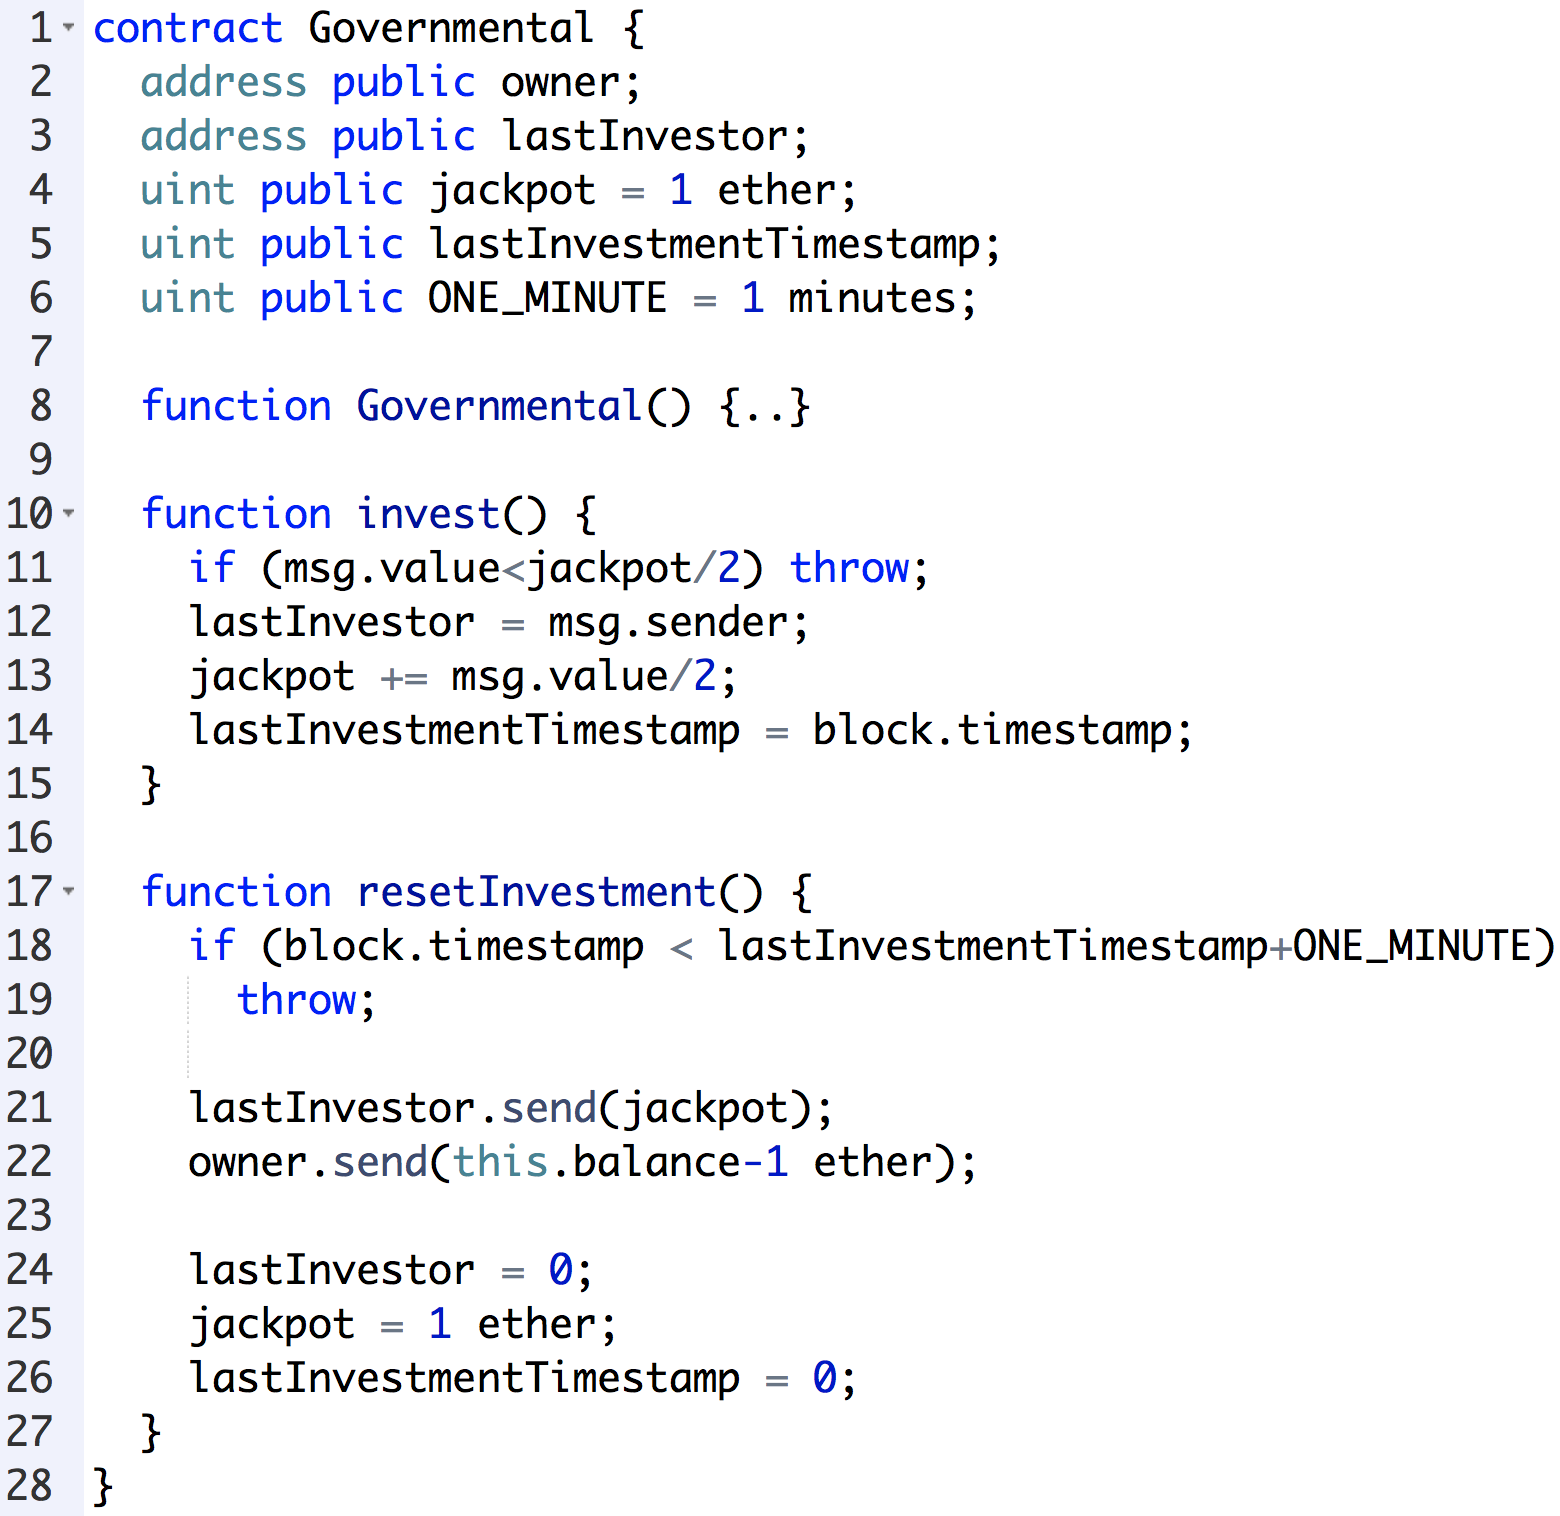 1 contract Governmental {
2   address public owner;
3   address public lastInvestor;
4   uint public jackpot = 1 ether;
5   uint public lastInvestmentTimestamp;
6   uint public ONE_MINUTE = 1 minutes;
7
8   function Governmental() {..}
9
10   function invest() {
11     if (msg.value<jackpot/2) throw;
12     lastInvestor = msg.sender;
13     jackpot += msg.value/2;
14     lastInvestmentTimestamp = block.timestamp;
15   }
16
17   function resetInvestment() {
18     if (block.timestamp < lastInvestmentTimestamp+ONE_MINUTE)
19       throw;
20
21     lastInvestor.send(jackpot);
22     owner.send(this.balance-1 ether);
23
24     lastInvestor = 0;
25     jackpot = 1 ether;
26     lastInvestmentTimestamp = 0;
27   }
28 }